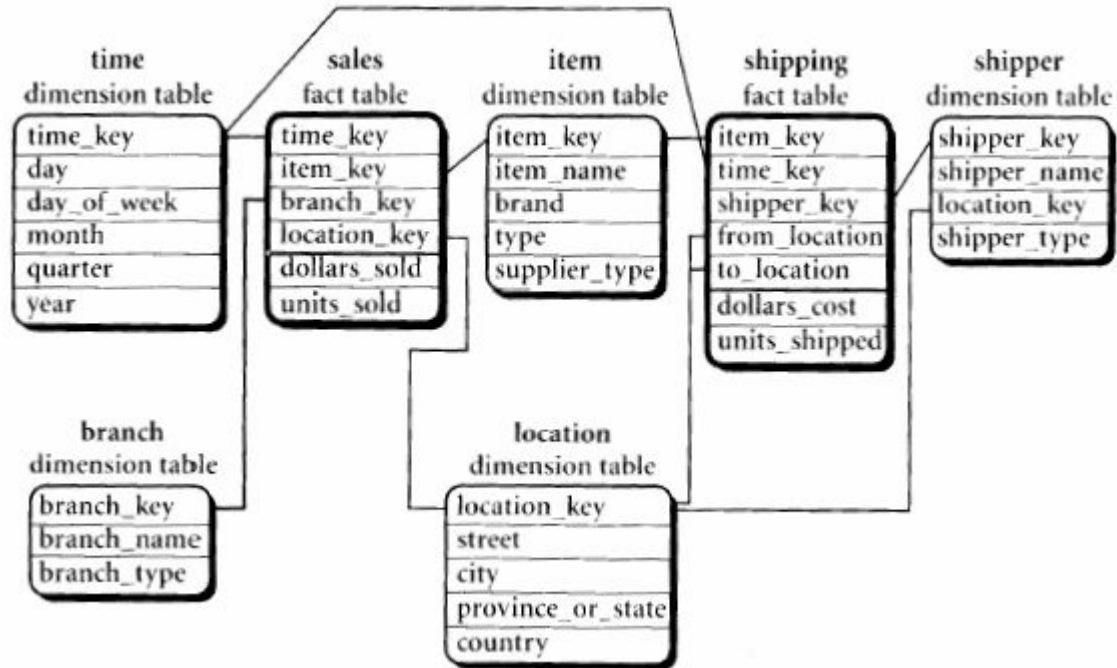 time
dimension table
time_key
day
day_of_week
month
quarter
year
sales
fact table
time_key
item_key
branch_key
location_key
dollars_sold
units_sold
item
dimension table
item_key
item_name
brand
type
supplier_type
shipping
fact table
item_key
time_key
shipper_key
from_location
to_location
dollars_cost
units_shipped
shipper
dimension table
shipper_key
shipper_name
location_key
shipper_type
branch
dimension table
branch_key
branch_name
branch_type
location
dimension table
location_key
street
city
province_or_state
country